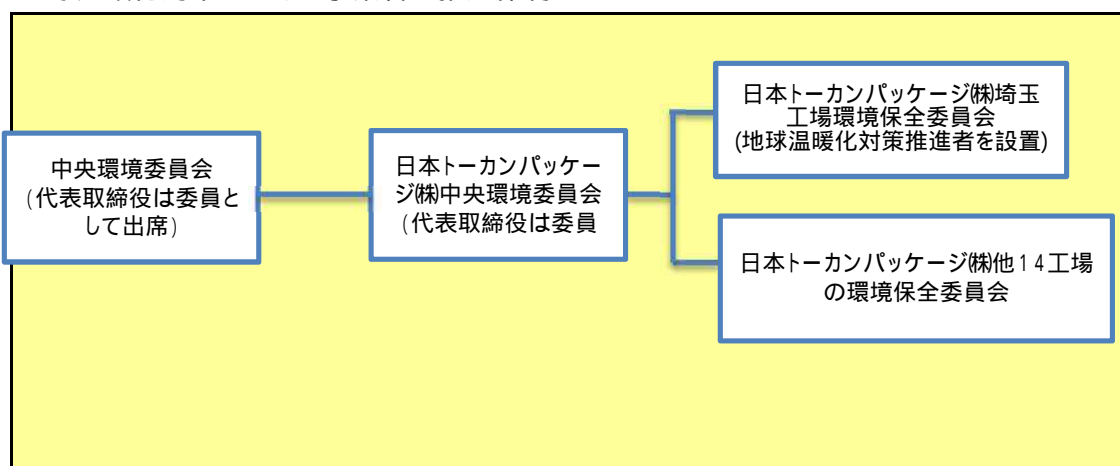 中央環境委員会
(代表取締役は委員と
して出席)
日本トーカンパッケー
ジ㈱中央環境委員会
(代表取締役は委員
日本トーカンパッケージ㈱埼玉
工場環境保全委員会
(地球温暖化対策推進者を設置)
日本トーカンパッケージ㈱他14工場
の環境保全委員会